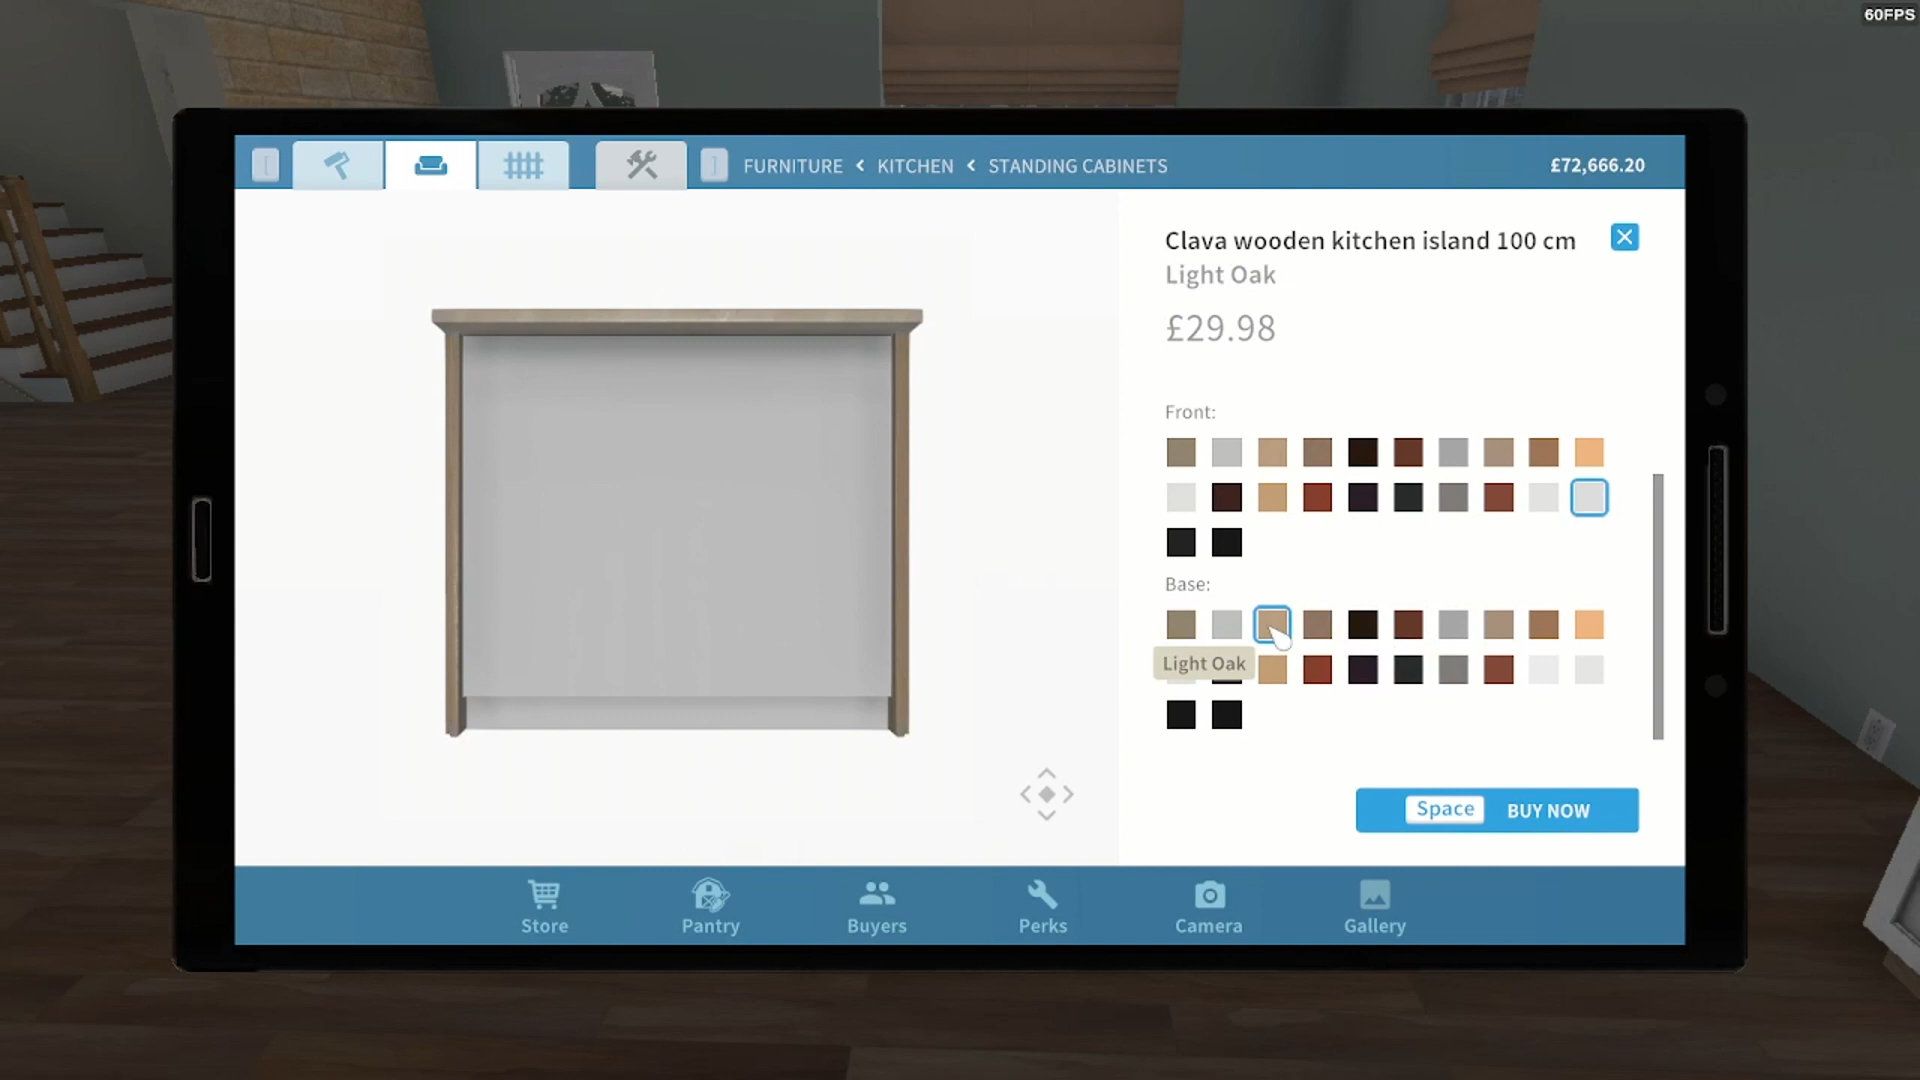 60FPS
FURNITURE < KITCHEN < STANDING CABINETS
£72,666.20
Clava wooden kitchen island 100 cm
Light Oak
£29.98
Front:
Base:
Light Oak
Space BUY NOW
Store
Pantry
Buyers
Perks
Camera
Gallery